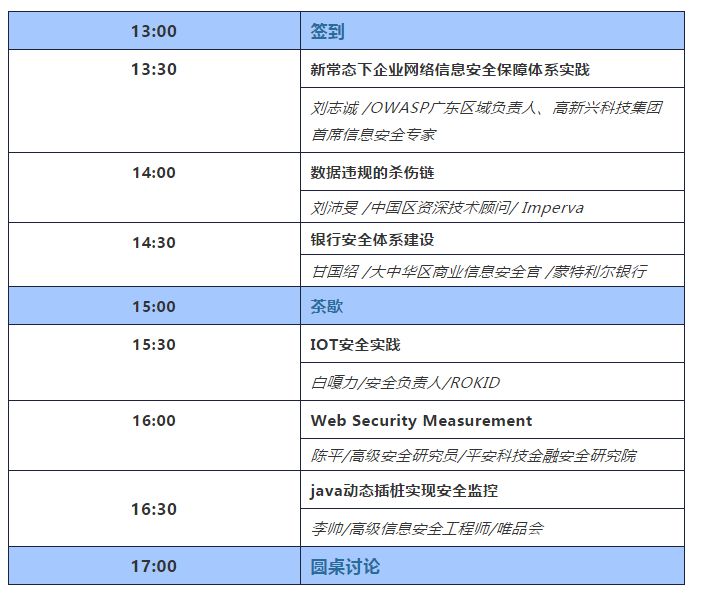 13:00 签到
13:30 新常态下企业网络信息安全保障体系实践
刘志诚 /OWASP广东区域负责人、高新兴科技集团
首席信息安全专家
14:00 数据违规的杀伤链
刘沛旻 /中国区资深技术顾问/ Imperva
14:30 银行安全体系建设
甘国绍 /大中华区商业信息安全官 /蒙特利尔银行
15:00 茶歇
15:30 IOT安全实践
白嘎力/安全负责人/ROKID
16:00 Web Security Measurement
陈平/高级安全研究员/平安科技金融安全研究院
16:30 java动态插桩实现安全监控
李帅/高级信息安全工程师/唯品会
17:00 圆桌讨论